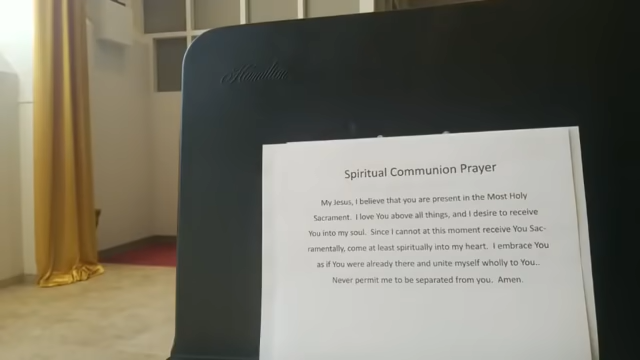 Hamilton
Spiritual Communion Prayer
My Jesus, I believe that you are present in the Most Holy
Sacrament. I love You above all things, and I desire to receive
You into my soul. Since I cannot at this moment receive You Sac-
ramentally, come at least spiritually into my heart. I embrace You
as if You were already there and unite myself wholly to You..
Never permit me to be separated from you. Amen.